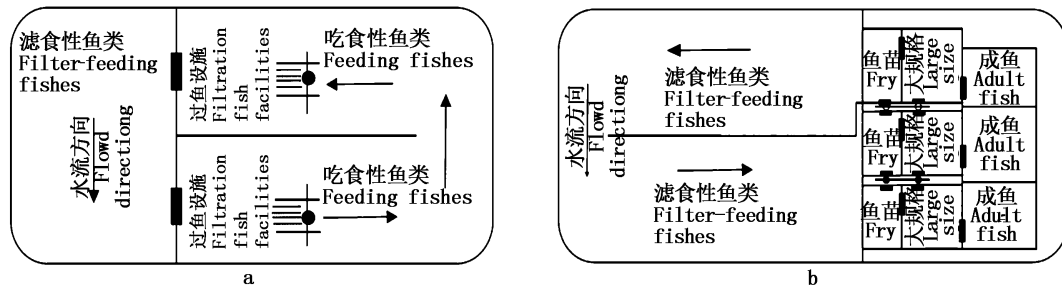 滤食性鱼类
Filter-feeding
fishes
水流方向
Flowd
directiong
过鱼设施
Filtration
fish
facilities
吃食性鱼类
Feeding fishes
过鱼设施
Filtration
fish
facilities
吃食性鱼类
Feeding fishes
a
水流方向
Flowd
directiong
滤食性鱼类
Filter-feeding
fishes
滤食性鱼类
Filter-feeding
fishes
鱼苗
Fry
大规格
Large
size
成鱼
Adult
fish
鱼苗
Fry
大规格
Large
size
成鱼
Adult
fish
鱼苗
Fry
大规格
Large
size
成鱼
Adult
fish
b